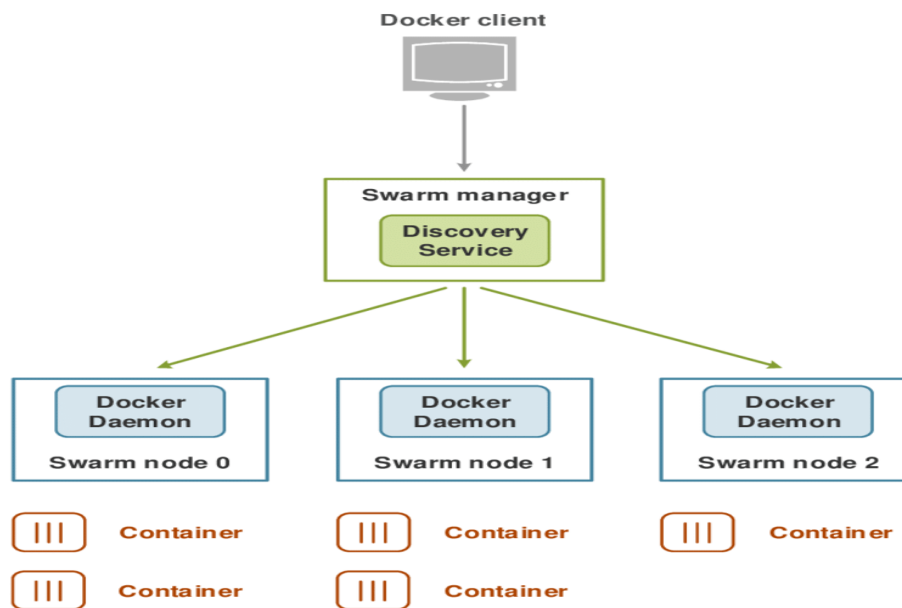 Docker client
Swarm manager
Discovery
Service
Docker
Daemon
Swarm node 0
Docker
Daemon
Swarm node 1
Docker
Daemon
Swarm node 2
Container
Container
Container
Container
Container